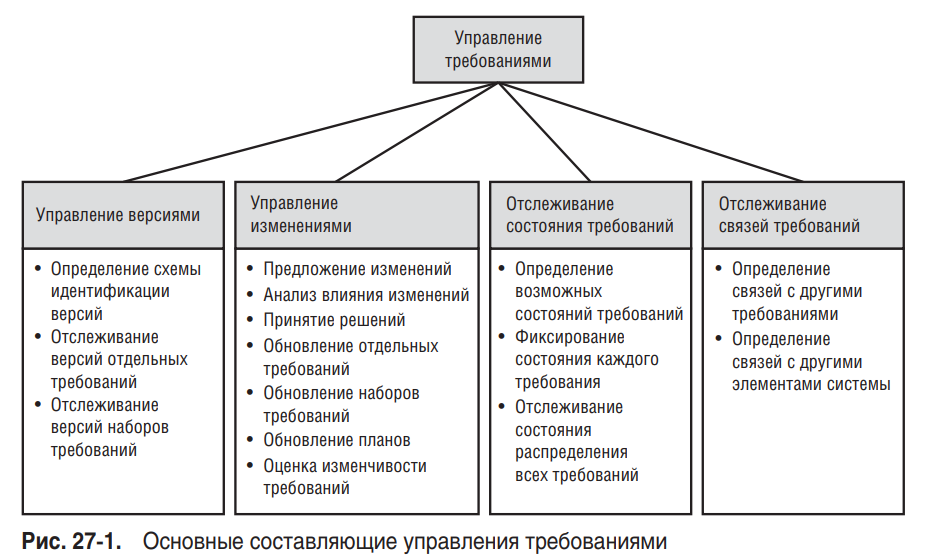 Управление
требованиями
Управление версиями
• Определение схемы
идентификации
версий
• Отслеживание
версий отдельных
требований
• Отслеживание
версий наборов
требований
Управление
изменениями
• Предложение изменений
• Анализ влияния изменений
• Принятие решений
• Обновление отдельных
требований
• Обновление наборов
требований
• Обновление планов
• Оценка изменчивости
требований
Отслеживание
состояния требований
• Определение
возможных
состояний требований
• Фиксирование
состояния каждого
требования
• Отслеживание
состояния
распределения
всех требований
Отслеживание
связей требований
• Определение
связей с другими
требованиями
• Определение
связей с другими
элементами системы
Рис. 27-1. Основные составляющие управления требованиями